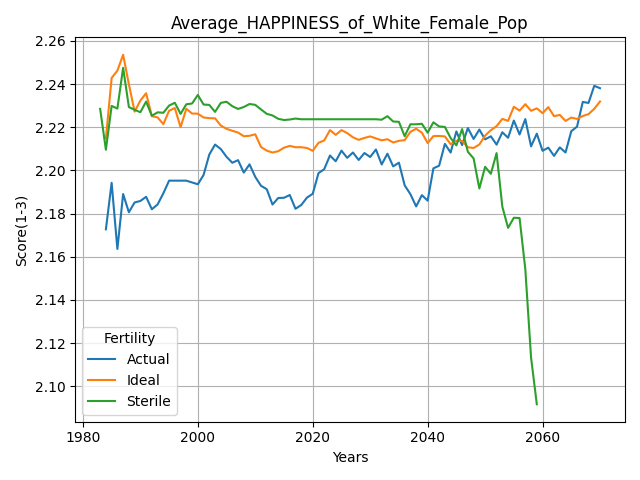 Average_HAPPINESS_of_White_Female_Pop
2.26
2.24
2.22
2.20
2.18
2.16
2.14
2.12
2.10
Score(1-3)
Fertility
Actual
Ideal
Sterile
1980
2000
2020
2040
2060
Years